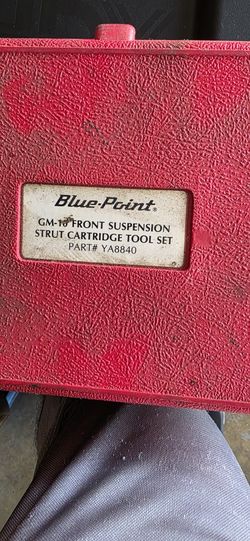 Blue-Point®
GM-10 FRONT SUSPENSION
STRUT CARTRIDGE TOOL SET
PART# YA8840